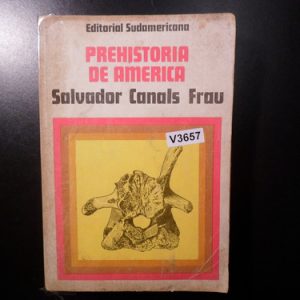 Editorial Sudamericana
PREHISTORIA
DE AMERICA
Salvador Canals Frau
V3657